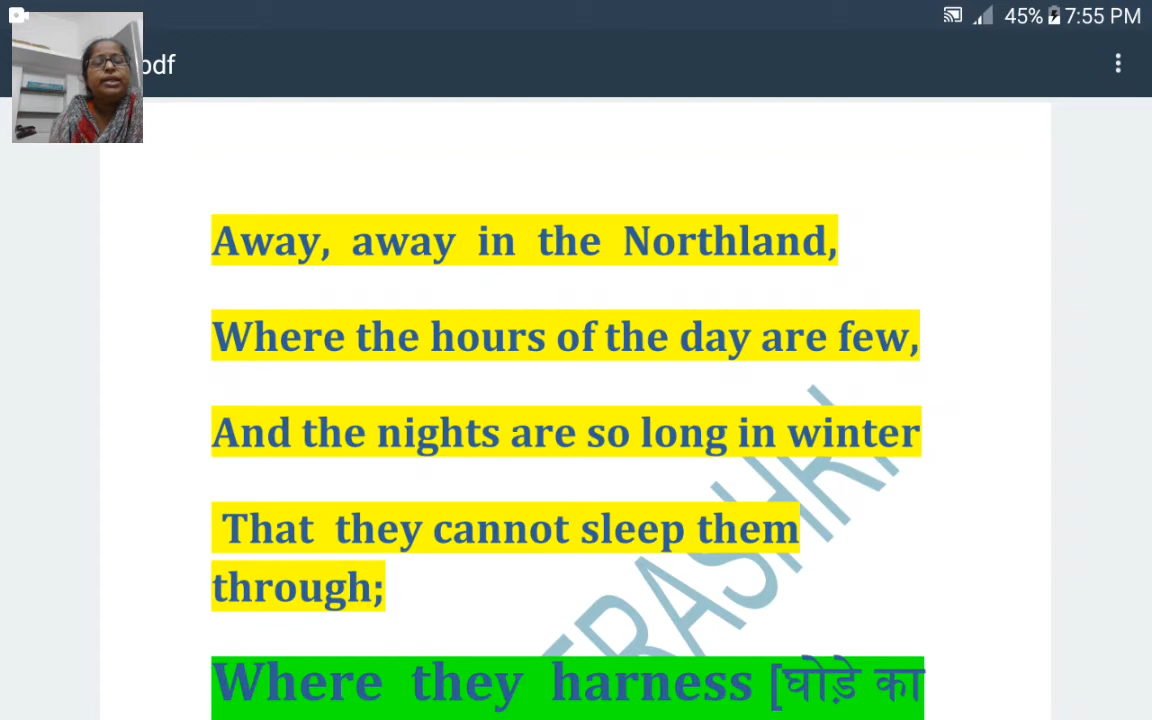 45% 7:55 PM
pdf
Away, away in the Northland,
Where the hours of the day are few,
And the nights are so long in winter
That they cannot sleep them
through;
Where they harness [घोड़े का